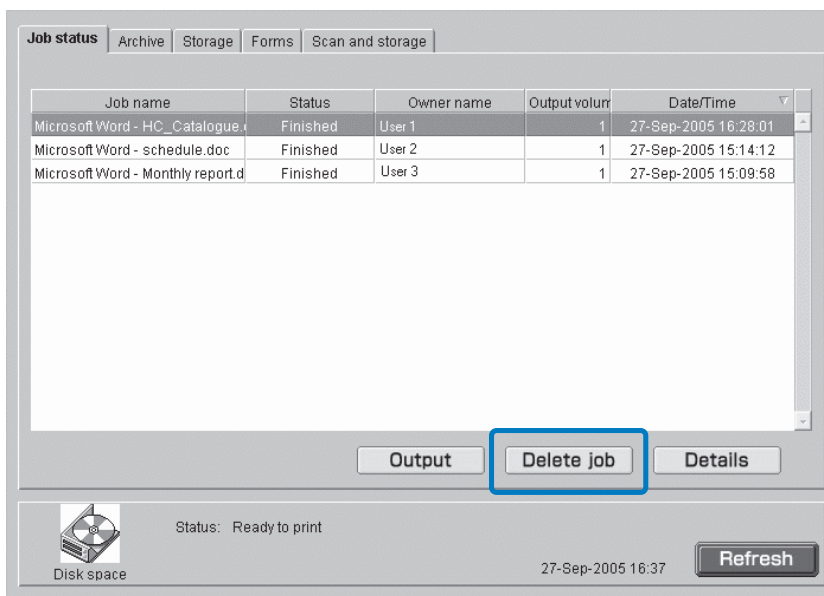 Job status Archive Storage Forms Scan and storage
Job name Status Owner name Output volum Date/Time
Microsoft Word - HC_Catalogue. Finished User 1 1 27-Sep-2005 16:28:01
Microsoft Word - schedule.doc Finished User 2 1 27-Sep-2005 15:14:12
Microsoft Word - Monthly report.d Finished User 3 1 27-Sep-2005 15:09:58
Output Delete job Details
Status: Ready to print
Disk space 27-Sep-2005 16:37 Refresh